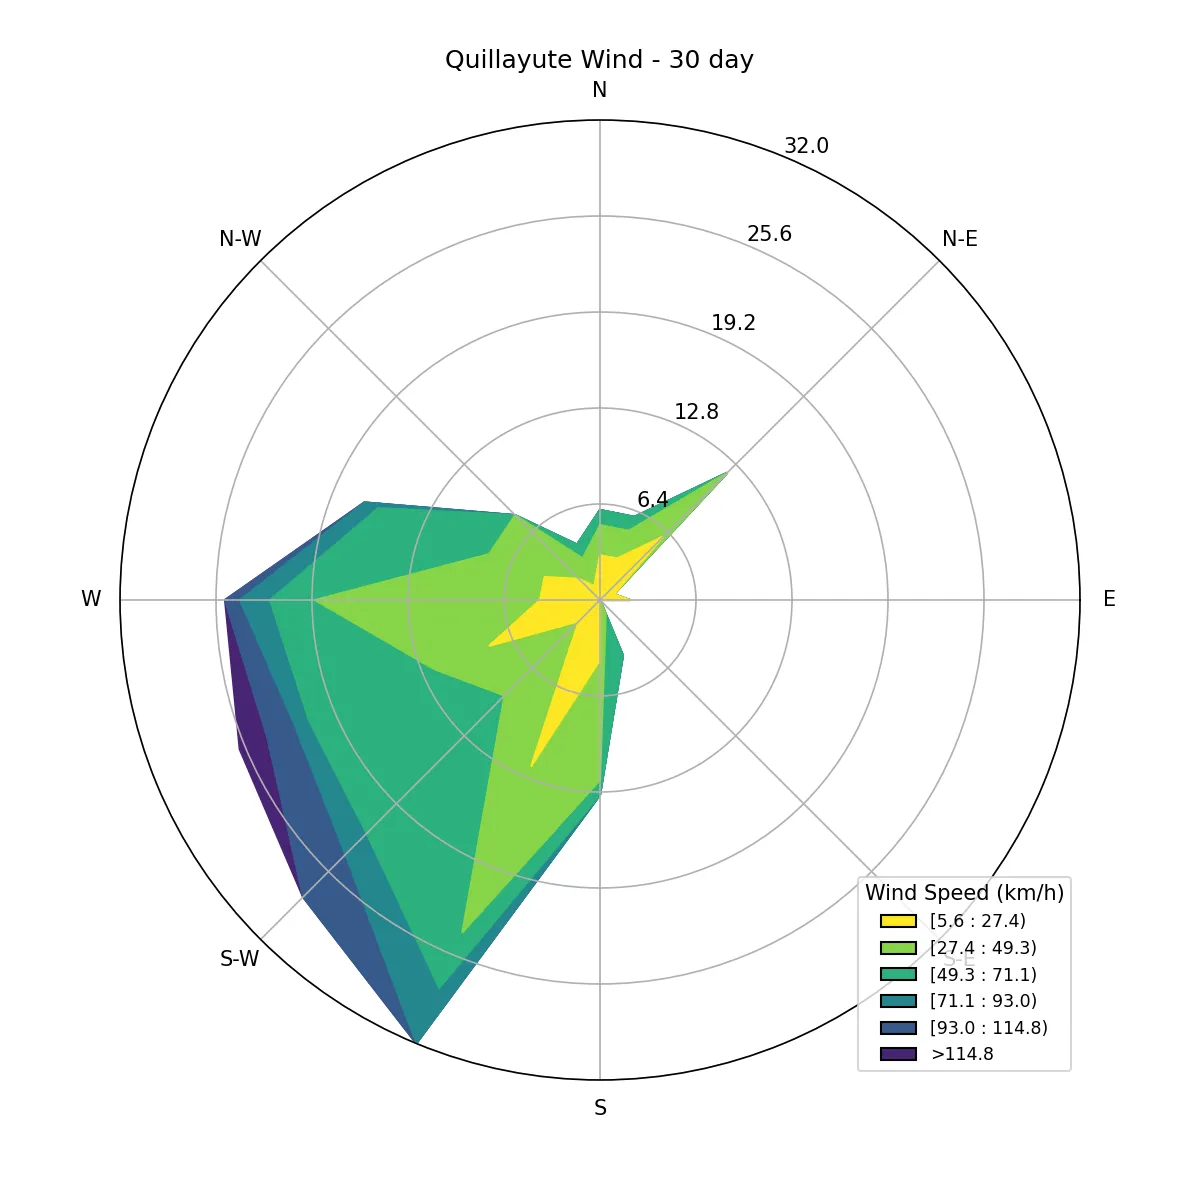 Quillayute Wind - 30 day
N
32.0
25.6
N-W
N-E
19.2
12.8
6.4
W
E
S-W
S-E
Wind Speed (km/h)
[5.6 : 27.4)
[27.4 : 49.3)
[49.3 : 71.1)
[71.1 : 93.0)
[93.0 : 114.8)
>114.8
S